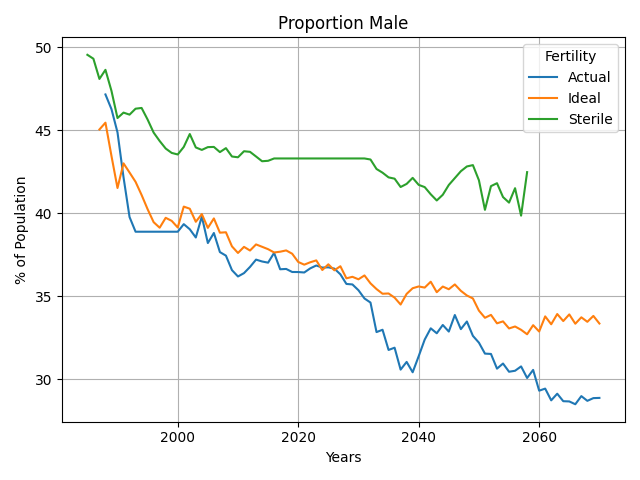 Proportion Male
Fertility
Actual
Ideal
Sterile
% of Population
50
45
40
35
30
2000
2020
2040
2060
Years